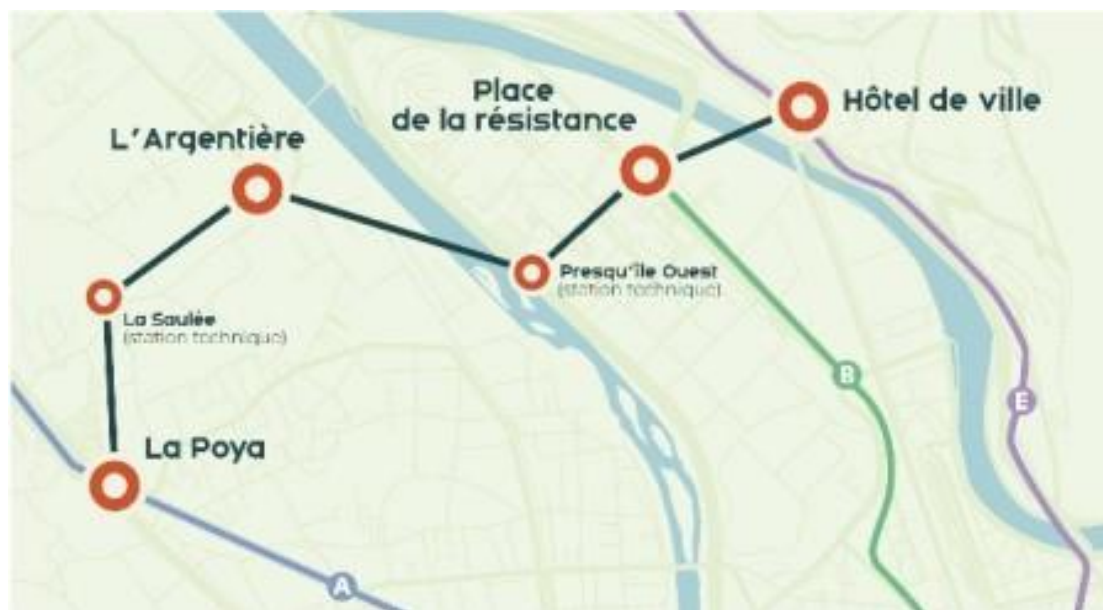 Place
de la résistance
Hôtel de ville
L'Argentière
Presqu'île Ouest
(station technique)
La Saulée
(station technique)
B
E
La Poya
A